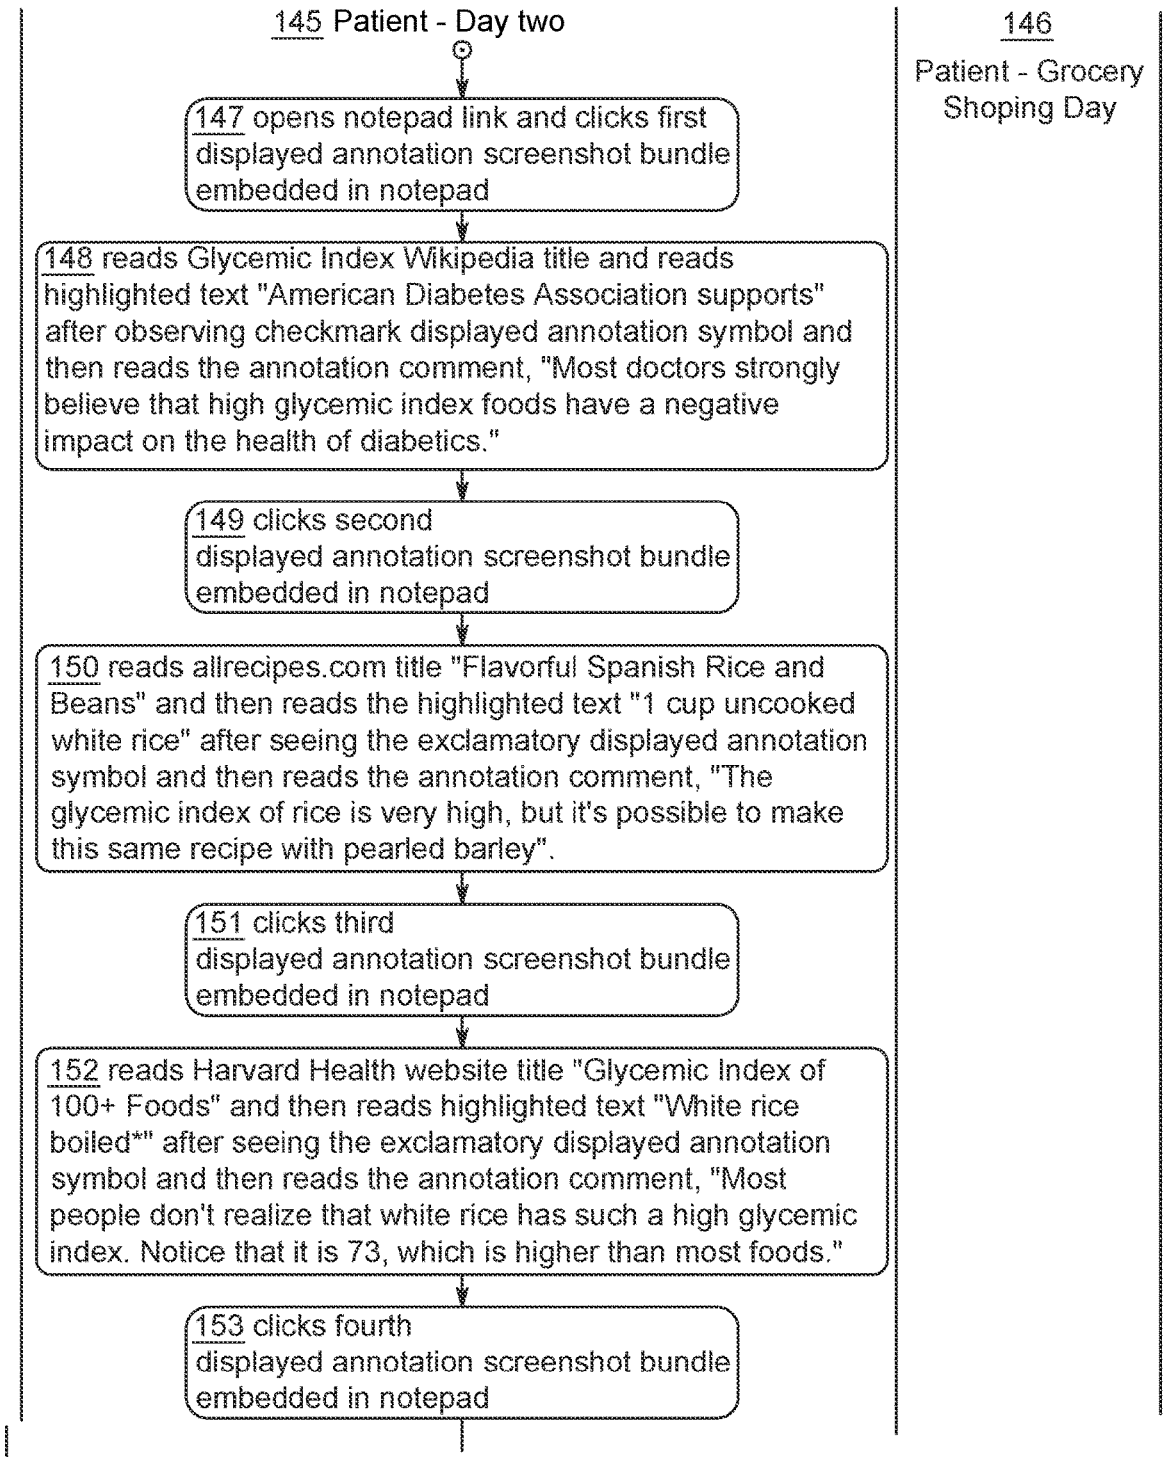 145 Patient - Day two
146
Patient - Grocery
Shoping Day
147 opens notepad link and clicks first
displayed annotation screenshot bundle
embedded in notepad
148 reads Glycemic Index Wikipedia title and reads
highlighted text "American Diabetes Association supports"
after observing checkmark displayed annotation symbol and
then reads the annotation comment, "Most doctors strongly
believe that high glycemic index foods have a negative
impact on the health of diabetics."
149 clicks second
displayed annotation screenshot bundle
embedded in notepad
150 reads allrecipes.com title "Flavorful Spanish Rice and
Beans" and then reads the highlighted text "1 cup uncooked
white rice" after seeing the exclamatory displayed annotation
symbol and then reads the annotation comment, "The
glycemic index of rice is very high, but it's possible to make
this same recipe with pearled barley".
151 clicks third
displayed annotation screenshot bundle
embedded in notepad
152 reads Harvard Health website title "Glycemic Index of
100+ Foods" and then reads highlighted text "White rice
boiled*" after seeing the exclamatory displayed annotation
symbol and then reads the annotation comment, "Most
people don't realize that white rice has such a high glycemic
index. Notice that it is 73, which is higher than most foods."
153 clicks fourth
displayed annotation screenshot bundle
embedded in notepad